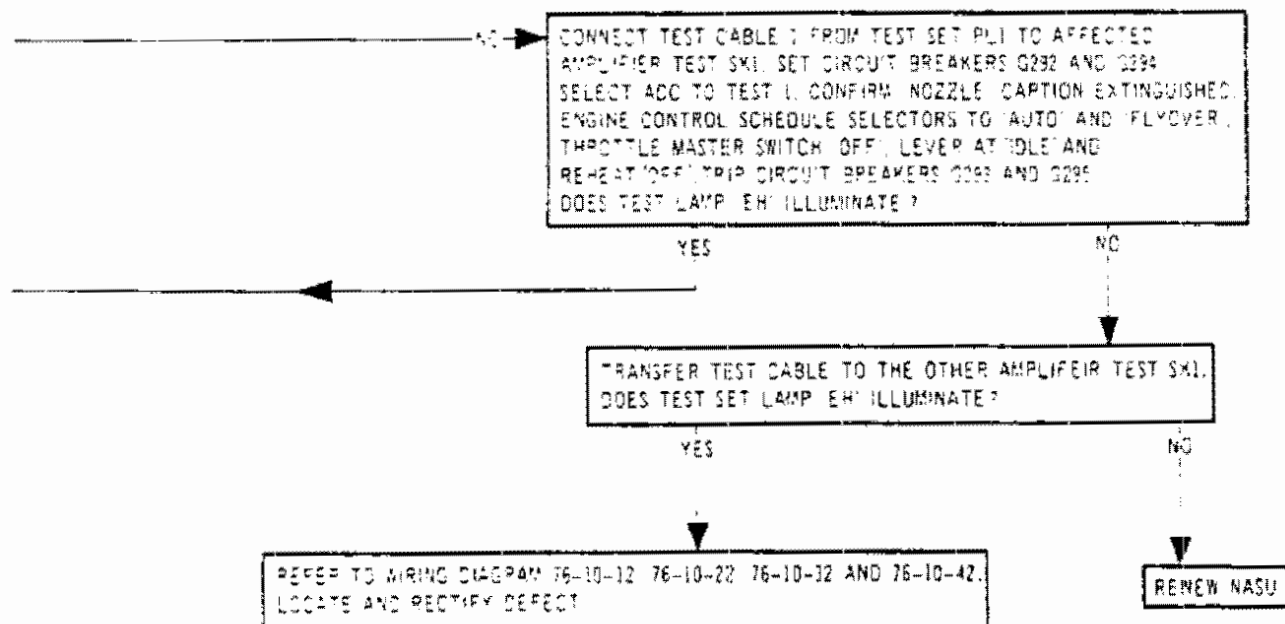 NO
CONNECT TEST CABLE FROM TEST SET PL1 TO AFFECTED
AMPLIFIER TEST SK1. SET CIRCUIT BREAKERS G292 AND G294
SELECT ADC TO TEST 1. CONFIRM 'NOZZLE' CAPTION EXTINGUISHED.
ENGINE CONTROL SCHEDULE SELECTORS TO 'AUTO' AND 'FLYOVER',
THROTTLE MASTER SWITCH 'OFF', LEVER AT 'IDLE' AND
REHEAT 'OFF', TRIP CIRCUIT BREAKERS G293 AND G295
DOES TEST LAMP 'EH' ILLUMINATE?
YES
NO
TRANSFER TEST CABLE TO THE OTHER AMPLIFEIR TEST SK1.
DOES TEST SET LAMP 'EH' ILLUMINATE?
YES
NO
REFER TO WIRING DIAGRAM 76-10-12 76-10-22 76-10-32 AND 76-10-42.
LOCATE AND RECTIFY DEFECT
RENEW NASU